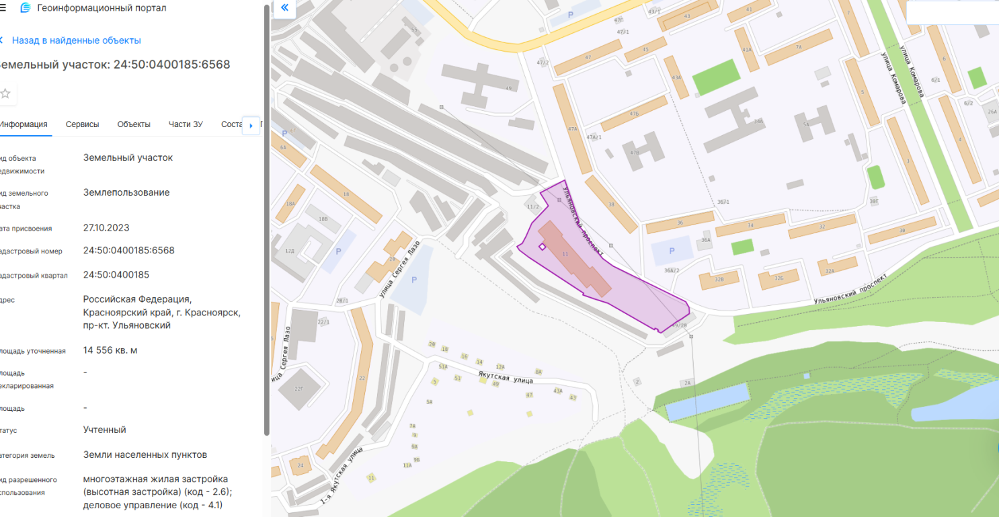 Геоинформационный портал
Назад в найденные объекты
емельный участок: 24:50:0400185:6568
Информация
Сервисы
Объекты
Части ЗУ
Соста
ид объекта
едвижимости
Земельный участок
ид земельного
частка
Землепользование
ата присвоения
27.10.2023
адастровый номер
24:50:0400185:6568
адастровый квартал
24:50:0400185
дрес
Российская Федерация,
Красноярский край, г. Красноярск,
пр-кт. Ульяновский
лощадь уточненная
14 556 кв. м
лощадь
екларированная
-
лощадь
-
татус
Учтенный
атегория земель
Земли населенных пунктов
ид разрешенного
спользования
многоэтажная жилая застройка
(высотная застройка) (код - 2.6);
деловое управление (код - 4.1)
55
P
43/1
43
41
7
47Г
47/1
45
47
47/2
41А
7А
6
улица Комарова
улица Комарова
49
43А
5
6/1
6/2
26А
P
6Г
6А
47Б
47А
34А
5А
47А/1
47В
4
3
18
18А
18В
11/2
Ульяновский проспект
38
36/1
30Г
36
34
32
30
36А
12Д
P
20
P
улица Сергея Лазо
11
P
36А/2
32В
32Б
32А
Ульяновский проспект
20/1
22/1
49/20
улица Сергея Лазо
22
22Г
20
18
16
14
12А
51А
51
49
8А
Якутская улица
5
47
43А
43
2
2А
5А
7А
9
9А
9Б
11А
11
24
1-я Якутская улица